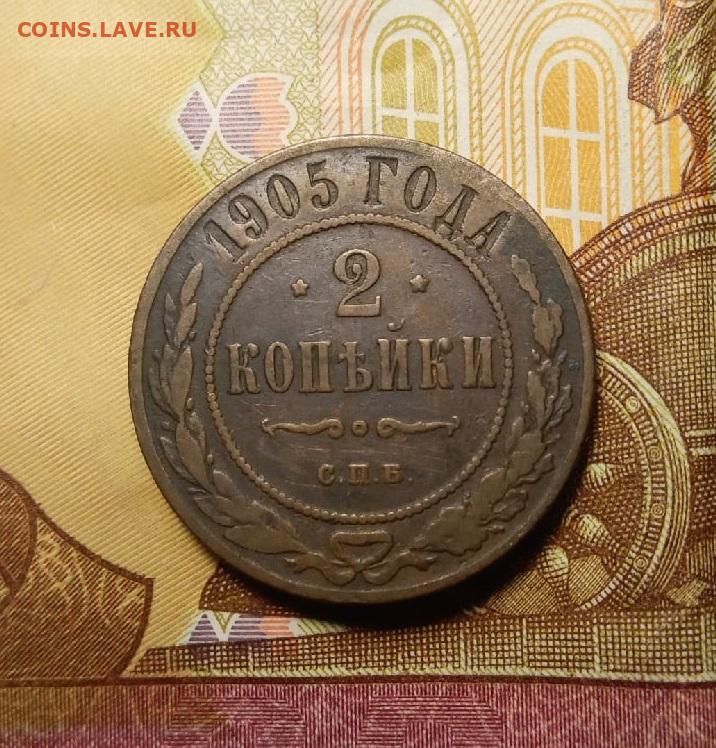 COINS.LAVE.RU
1905 ГОДА
2
КОПѢЙКИ
С.П.Б.